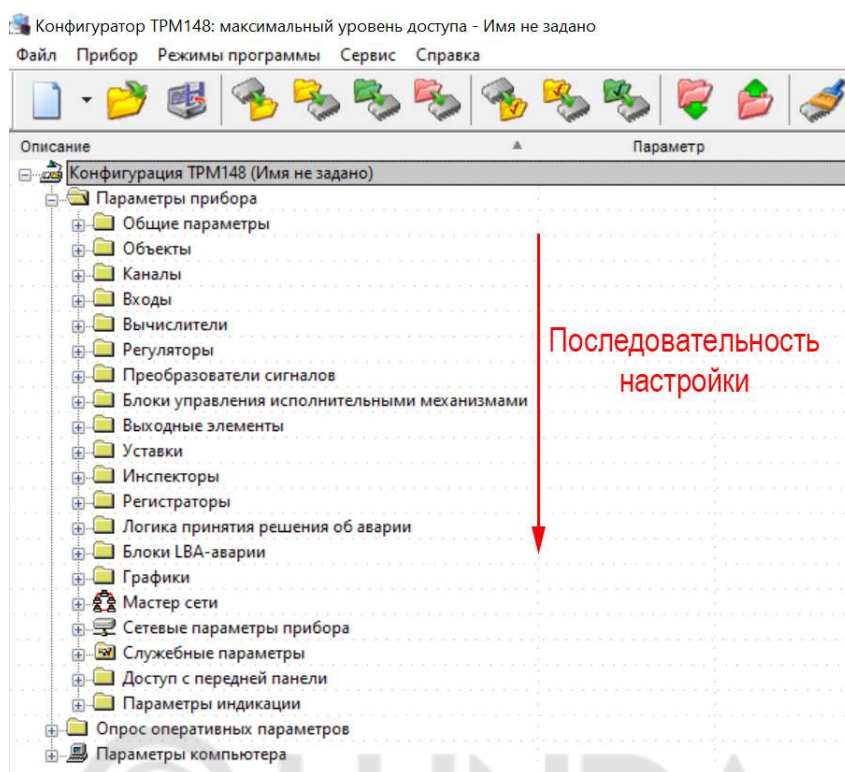 Конфигуратор ТРМ148: максимальный уровень доступа - Имя не задано
Файл Прибор Режимы программы Сервис Справка
Описание Параметр
Конфигурация ТРМ148 (Имя не задано)
Параметры прибора
Общие параметры
Объекты
Каналы
Входы
Вычислители
Регуляторы
Преобразователи сигналов
Блоки управления исполнительными механизмами
Выходные элементы
Уставки
Инспекторы
Регистраторы
Логика принятия решения об аварии
Блоки LBA-аварии
Графики
Мастер сети
Сетевые параметры прибора
Служебные параметры
Доступ с передней панели
Параметры индикации
Опрос оперативных параметров
Параметры компьютера
Последовательность
настройки